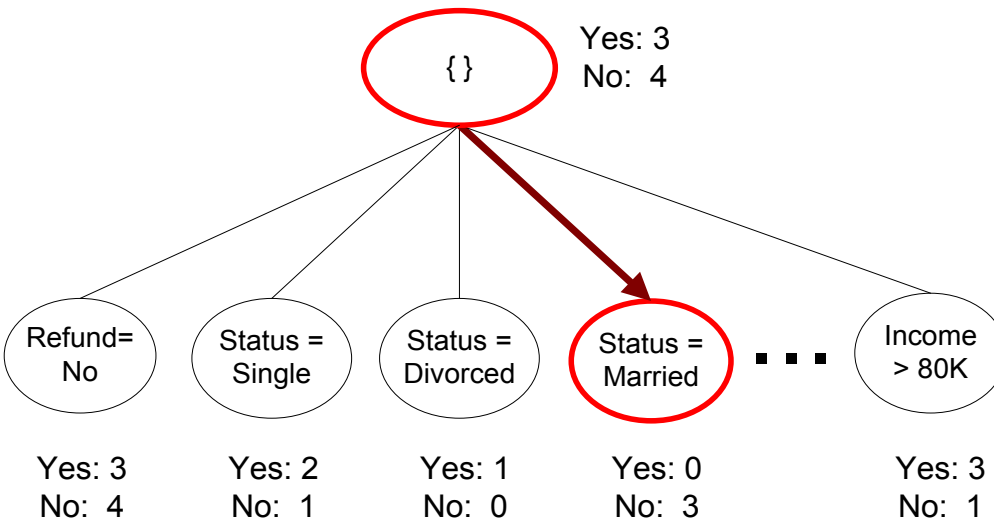 { }
Yes: 3
No: 4
Refund=
No
Status =
Single
Status =
Divorced
Status =
Married
Income
> 80K
Yes: 3
No: 4
Yes: 2
No: 1
Yes: 1
No: 0
Yes: 0
No: 3
Yes: 3
No: 1